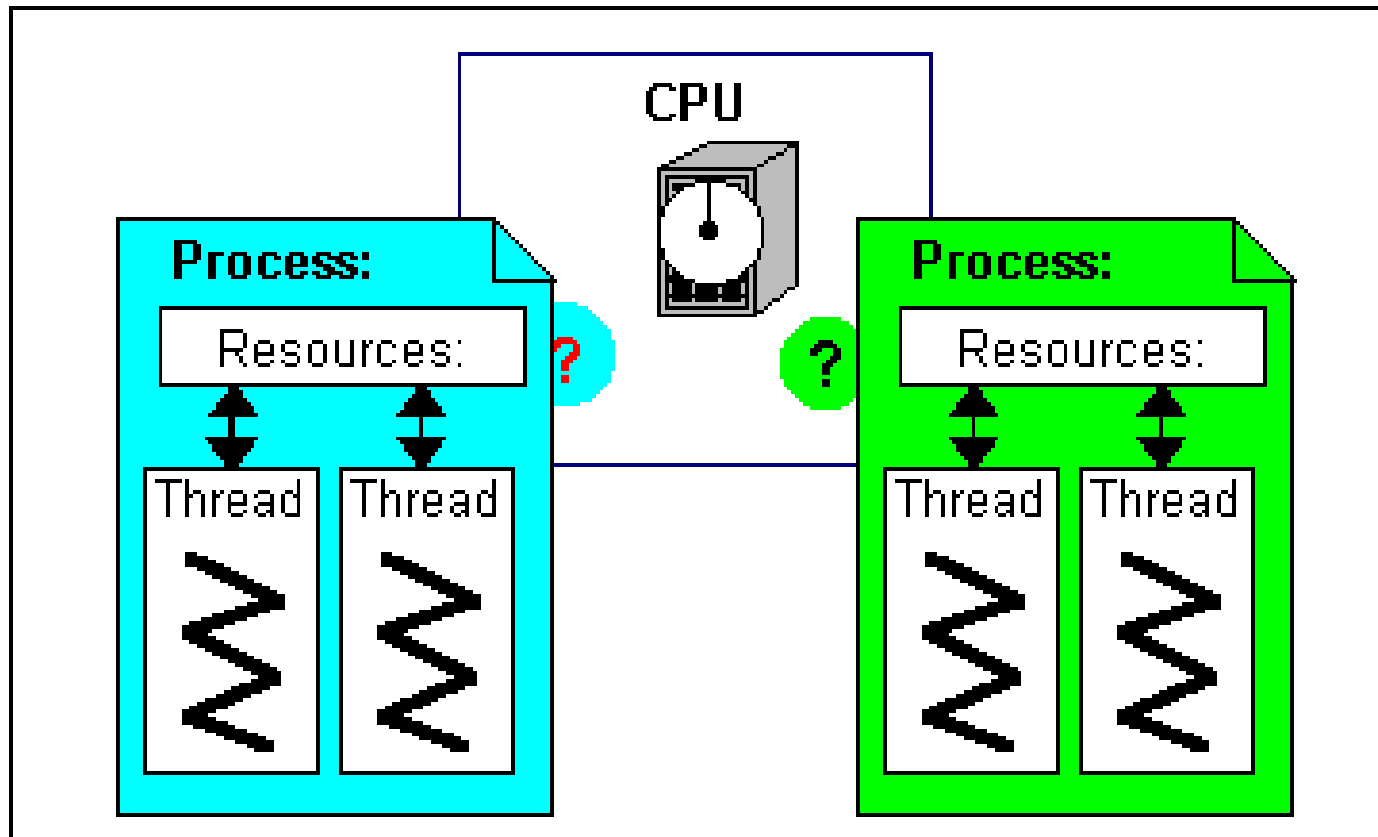 CPU
Process:
Resources:
?
Thread
Thread
Process:
Resources:
?
Thread
Thread